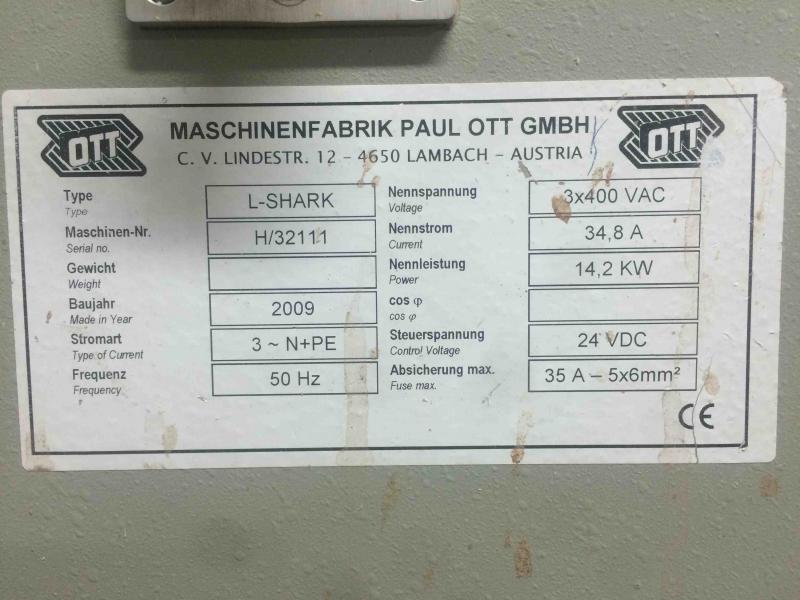 OTT
MASCHINENFABRIK PAUL OTT GMBH
OTT
C. V. LINDESTR. 12 – 4650 LAMBACH – AUSTRIA
Type
Type
L-SHARK
Nennspannung
Voltage
3x400 VAC
Maschinen-Nr.
Serial no.
H/32111
Nennstrom
Current
34,8 A
Gewicht
Weight
Nennleistung
Power
14,2 KW
Baujahr
Made in Year
2009
cos φ
cos φ
Stromart
Type of Current
3 ~ N+PE
Steuerspannung
Control Voltage
24 VDC
Frequenz
Frequency
50 Hz
Absicherung max.
Fuse max.
35 A – 5x6mm²
CE